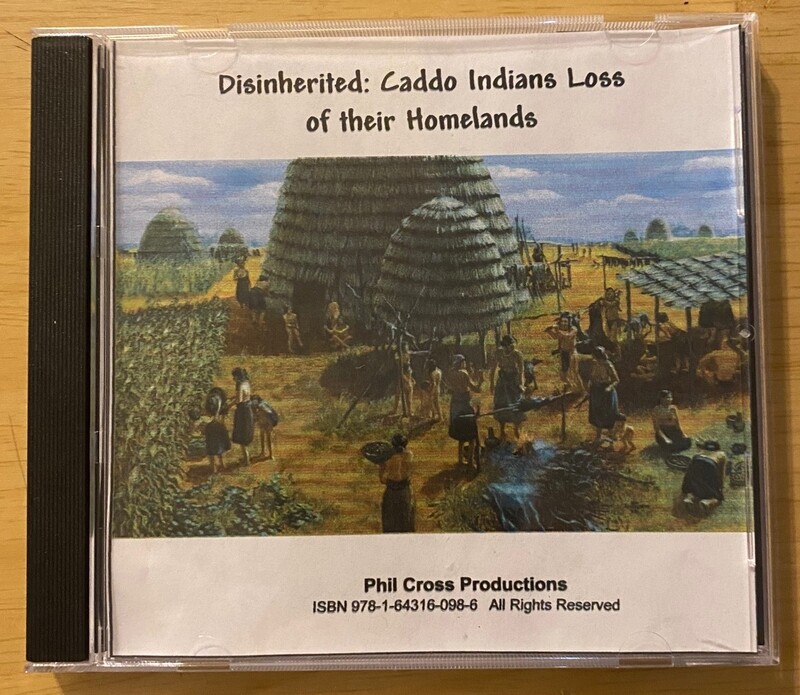 Disinherited: Caddo Indians Loss
of their Homelands
Phil Cross Productions
ISBN 978-1-64316-098-6 All Rights Reserved